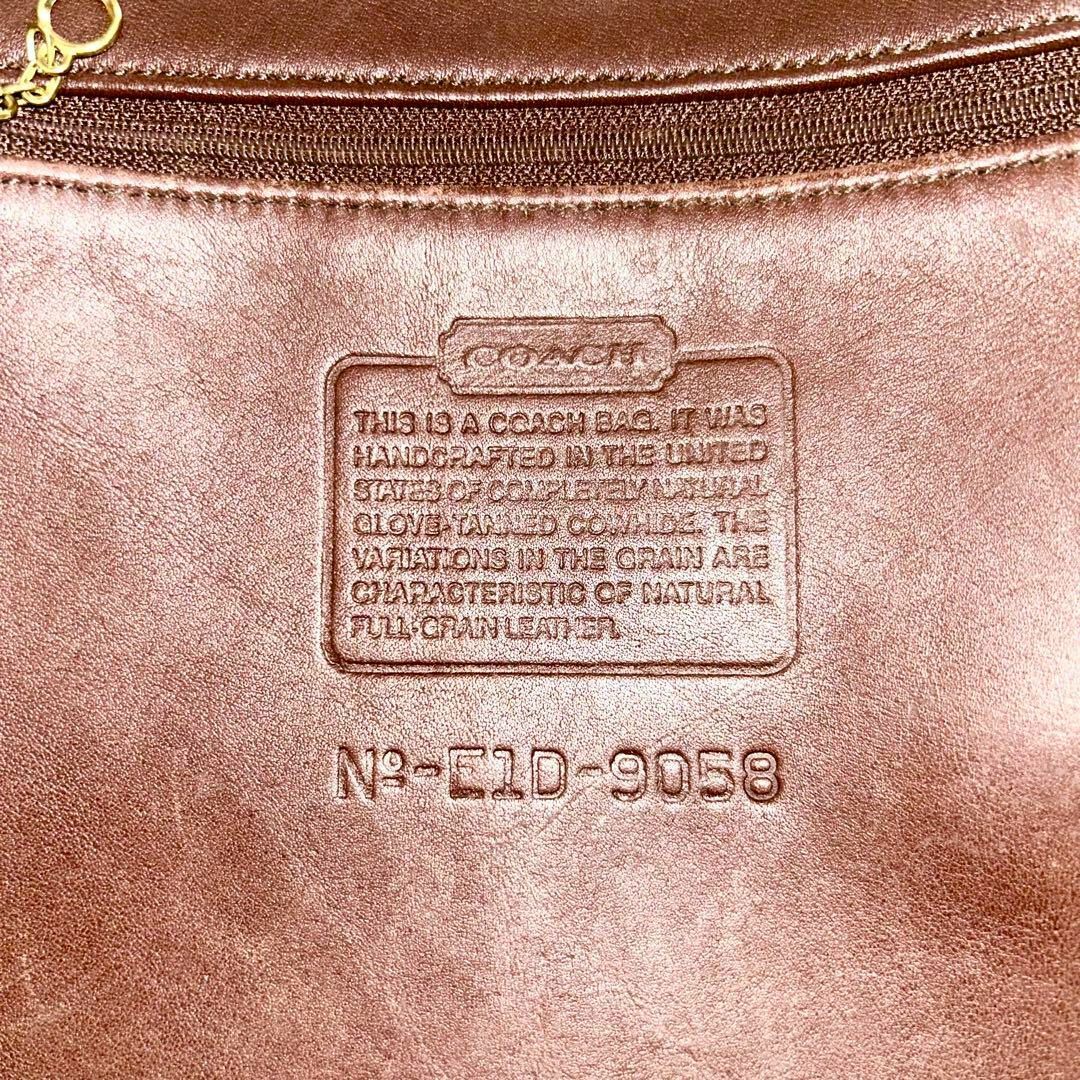 COACH
THIS IS A COACH BAG. IT WAS
HANDCRAFTED IN THE UNITED
STATES OF COMPLETELY NATURAL
GLOVE-TANNED COWHIDE. THE
VARIATIONS IN THE GRAIN ARE
CHARACTERISTIC OF NATURAL
FULL-GRAIN LEATHER.
Nº-E1D-9058